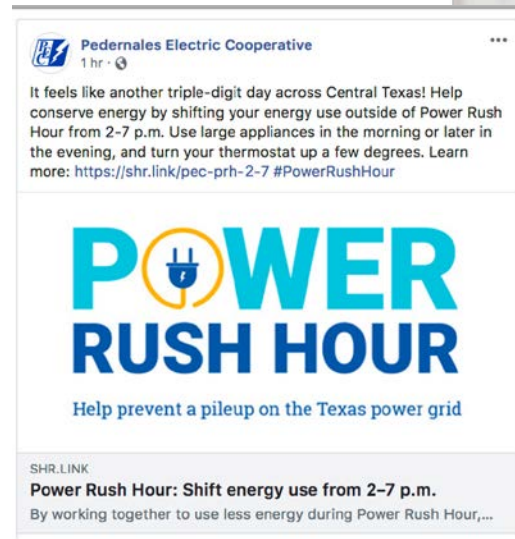 Pedernales Electric Cooperative
1 hr ·
It feels like another triple-digit day across Central Texas! Help
conserve energy by shifting your energy use outside of Power Rush
Hour from 2-7 p.m. Use large appliances in the morning or later in
the evening, and turn your thermostat up a few degrees. Learn
more: https://shr.link/pec-prh-2-7 #PowerRushHour
POWER
RUSH HOUR
Help prevent a pileup on the Texas power grid
SHR.LINK
Power Rush Hour: Shift energy use from 2–7 p.m.
By working together to use less energy during Power Rush Hour,...